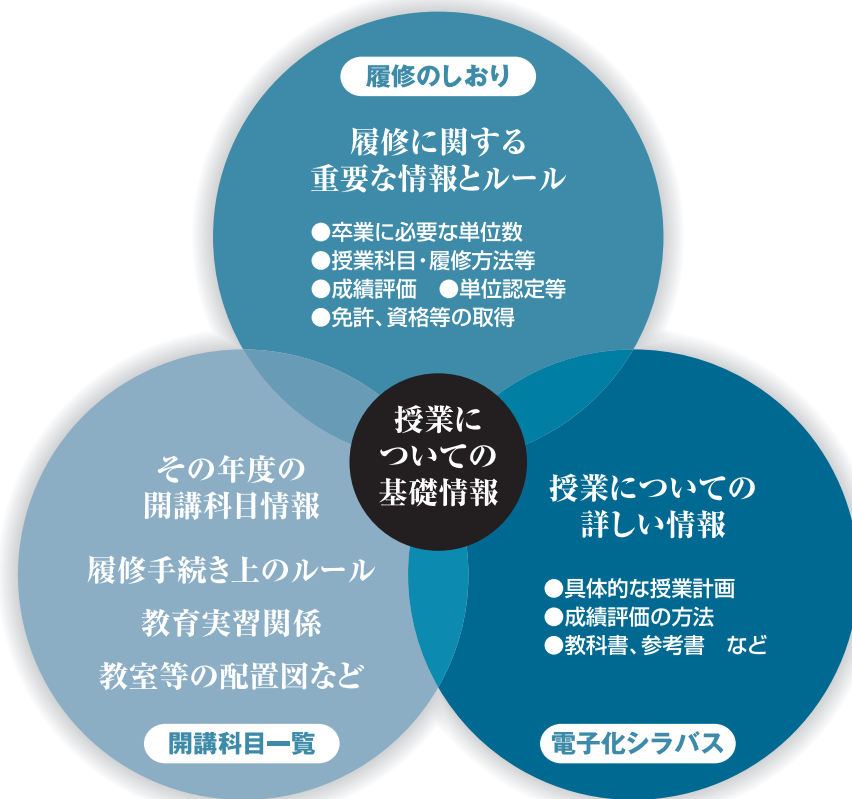 履修のしおり
履修に関する
重要な情報とルール
●卒業に必要な単位数
●授業科目・履修方法等
●成績評価　●単位認定等
●免許、資格等の取得
授業に
ついての
基礎情報
その年度の
開講科目情報
履修手続き上のルール
教育実習関係
教室等の配置図など
開講科目一覧
授業についての
詳しい情報
●具体的な授業計画
●成績評価の方法
●教科書、参考書　など
電子化シラバス